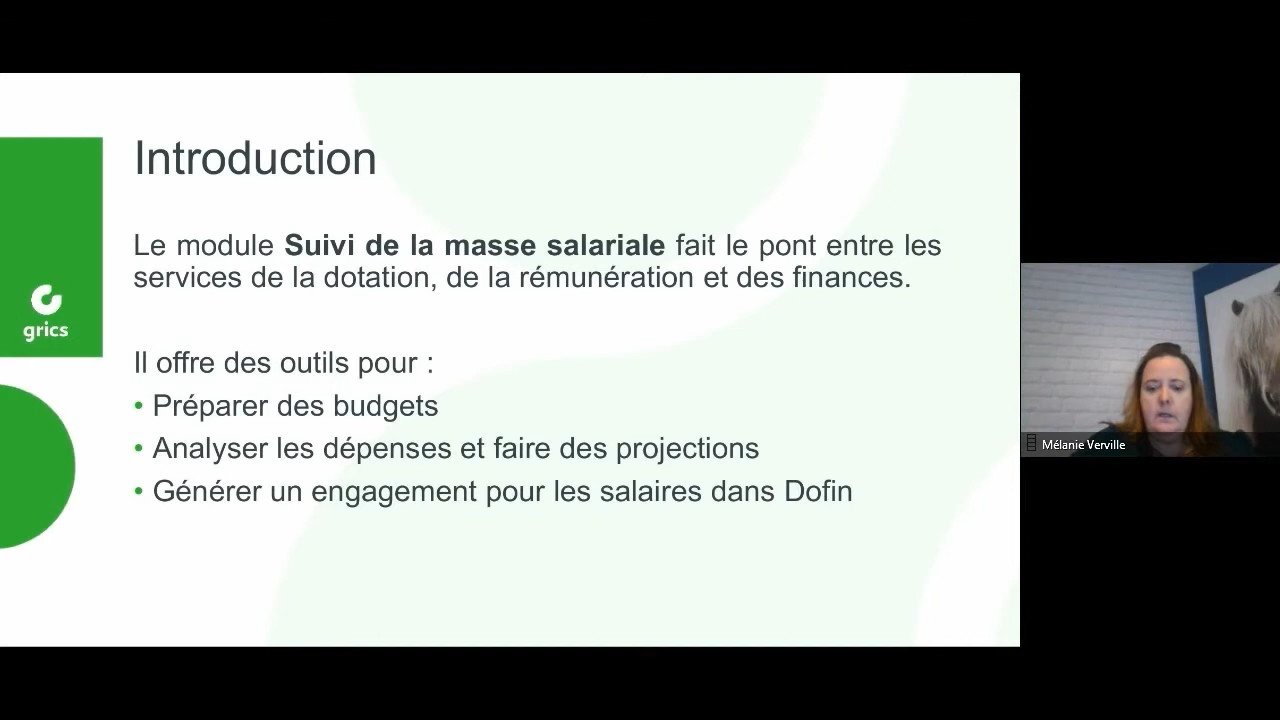 Introduction
Le module Suivi de la masse salariale fait le pont entre les
services de la dotation, de la rémunération et des finances.
grics
Il offre des outils pour :
• Préparer des budgets
• Analyser les dépenses et faire des projections
• Générer un engagement pour les salaires dans Dofin
Mélanie Verville